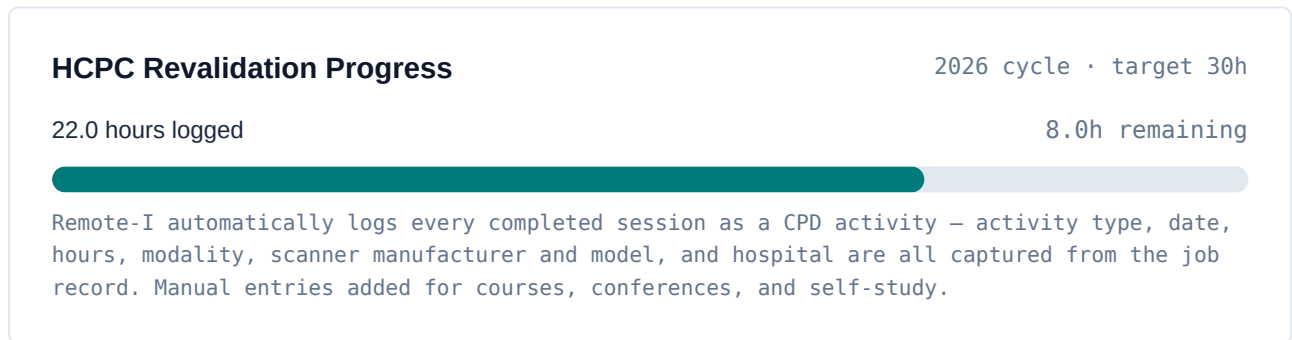 HCPC Revalidation Progress
2026 cycle · target 30h
22.0 hours logged
8.0h remaining
Remote-I automatically logs every completed session as a CPD activity — activity type, date,
hours, modality, scanner manufacturer and model, and hospital are all captured from the job
record. Manual entries added for courses, conferences, and self-study.